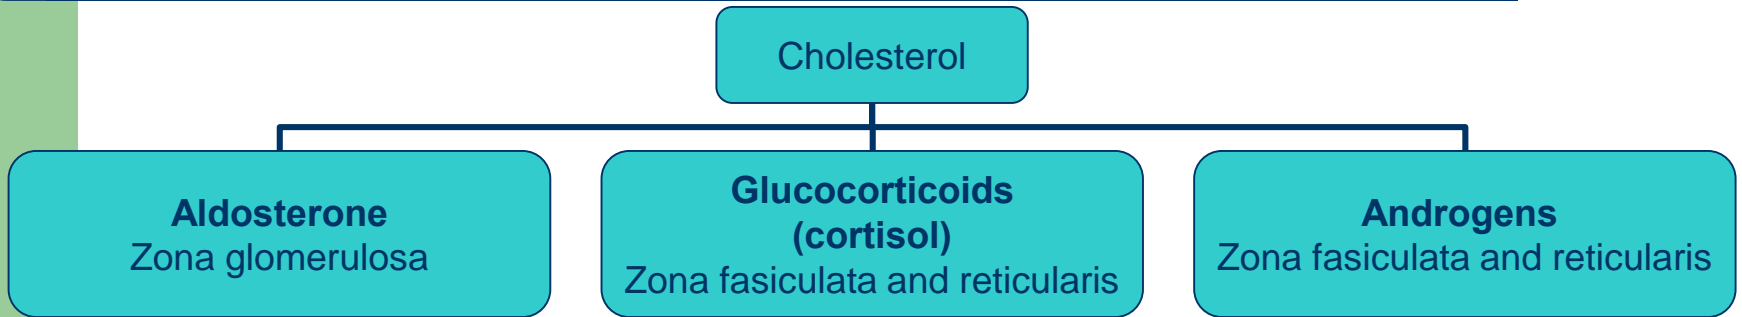 Cholesterol
Aldosterone
Zona glomerulosa
Glucocorticoids
(cortisol)
Zona fasiculata and reticularis
Androgens
Zona fasiculata and reticularis